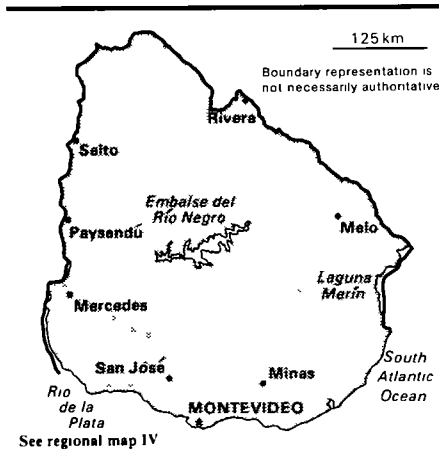 125 km
Boundary representation is
not necessarily authoritative
Rivera
Salto
Embalse del
Río Negro
Paysandú
Melo
Laguna
Merín
Mercedes
San José
Minas
South
Atlantic
Ocean
Río
de la
Plata
MONTEVIDEO
See regional map IV